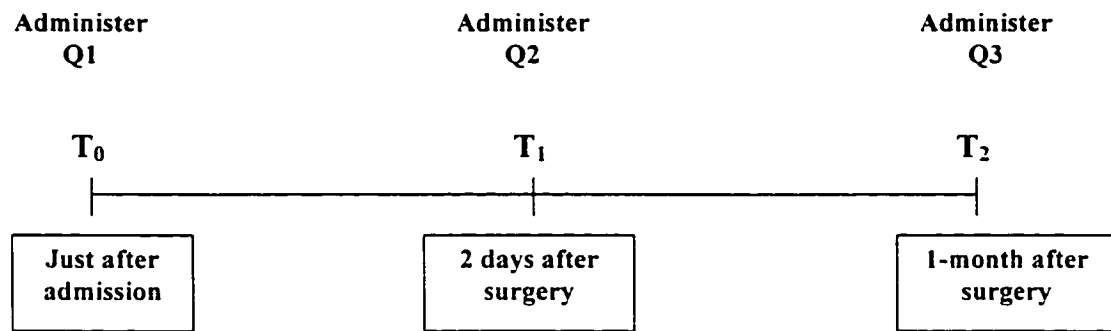 Administer
Q1
Administer
Q2
Administer
Q3
T₀
T₁
T₂
Just after
admission
2 days after
surgery
1-month after
surgery